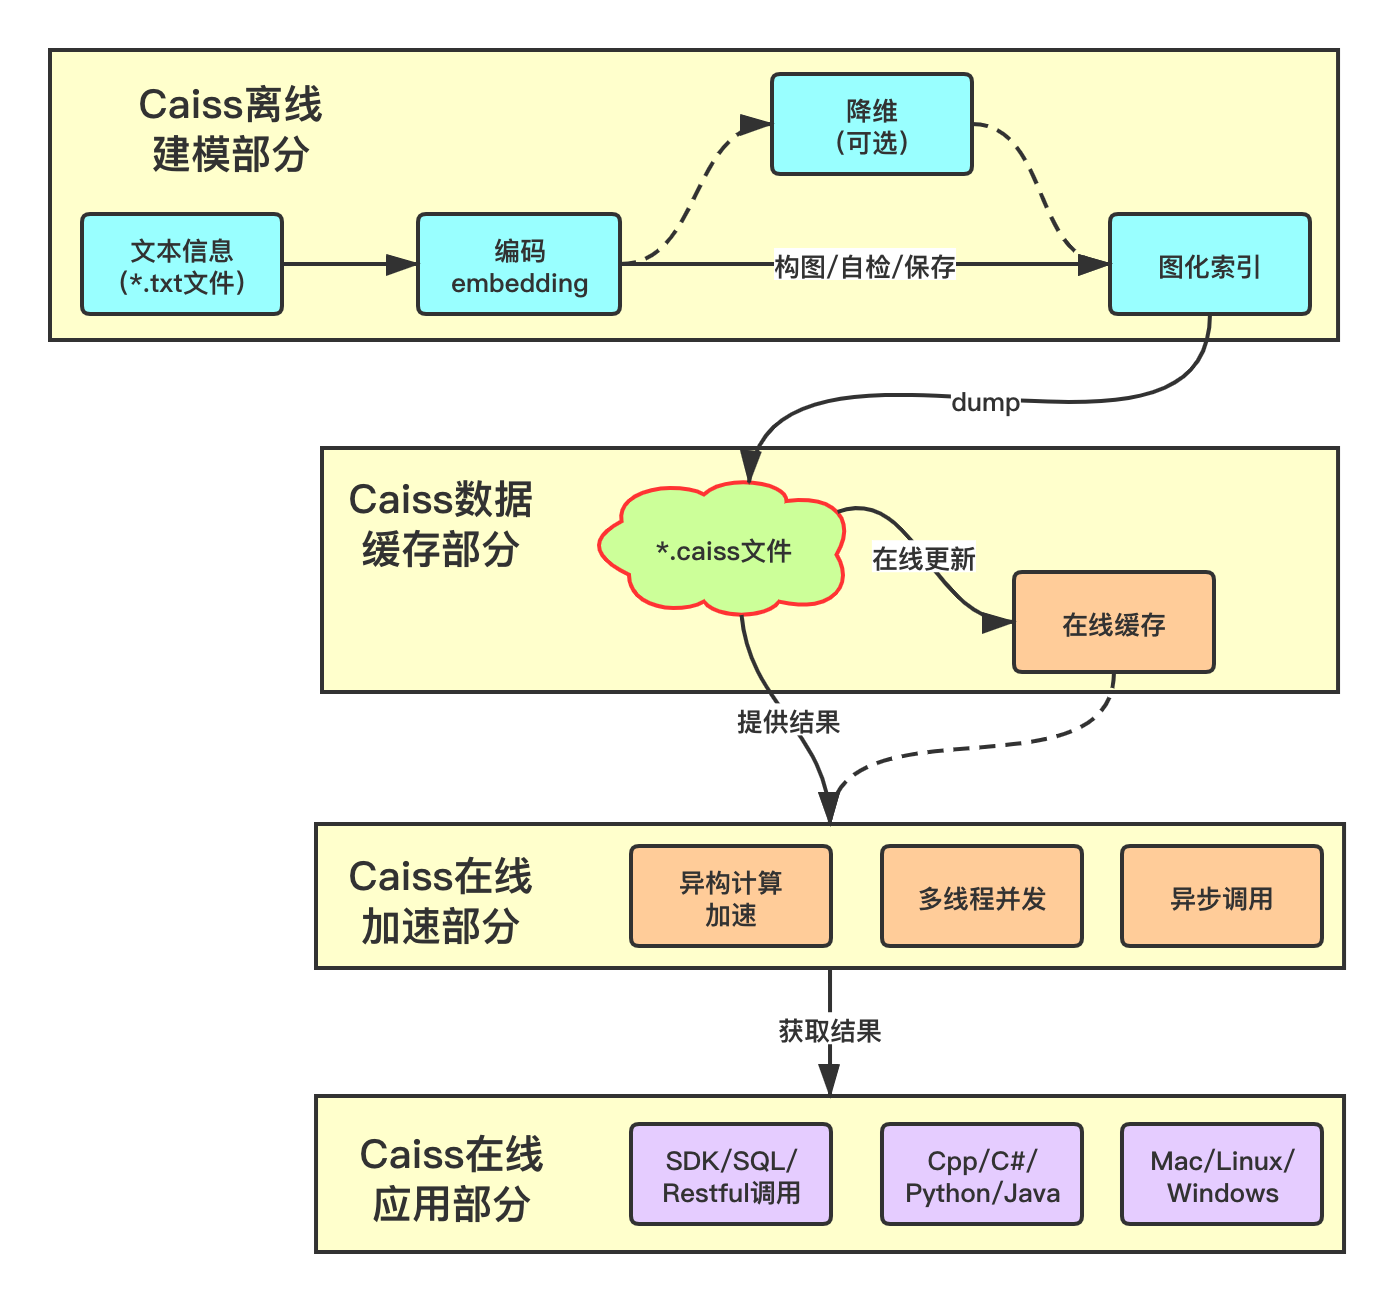 Caiss离线
建模部分
降维
（可选）
文本信息
（*.txt文件）
编码
embedding
构图/自检/保存
图化索引
dump
Caiss数据
缓存部分
*.caiss文件
在线更新
在线缓存
提供结果
Caiss在线
加速部分
异构计算
加速
多线程并发
异步调用
获取结果
Caiss在线
应用部分
SDK/SQL/
Restful调用
Cpp/C#/
Python/Java
Mac/Linux/
Windows